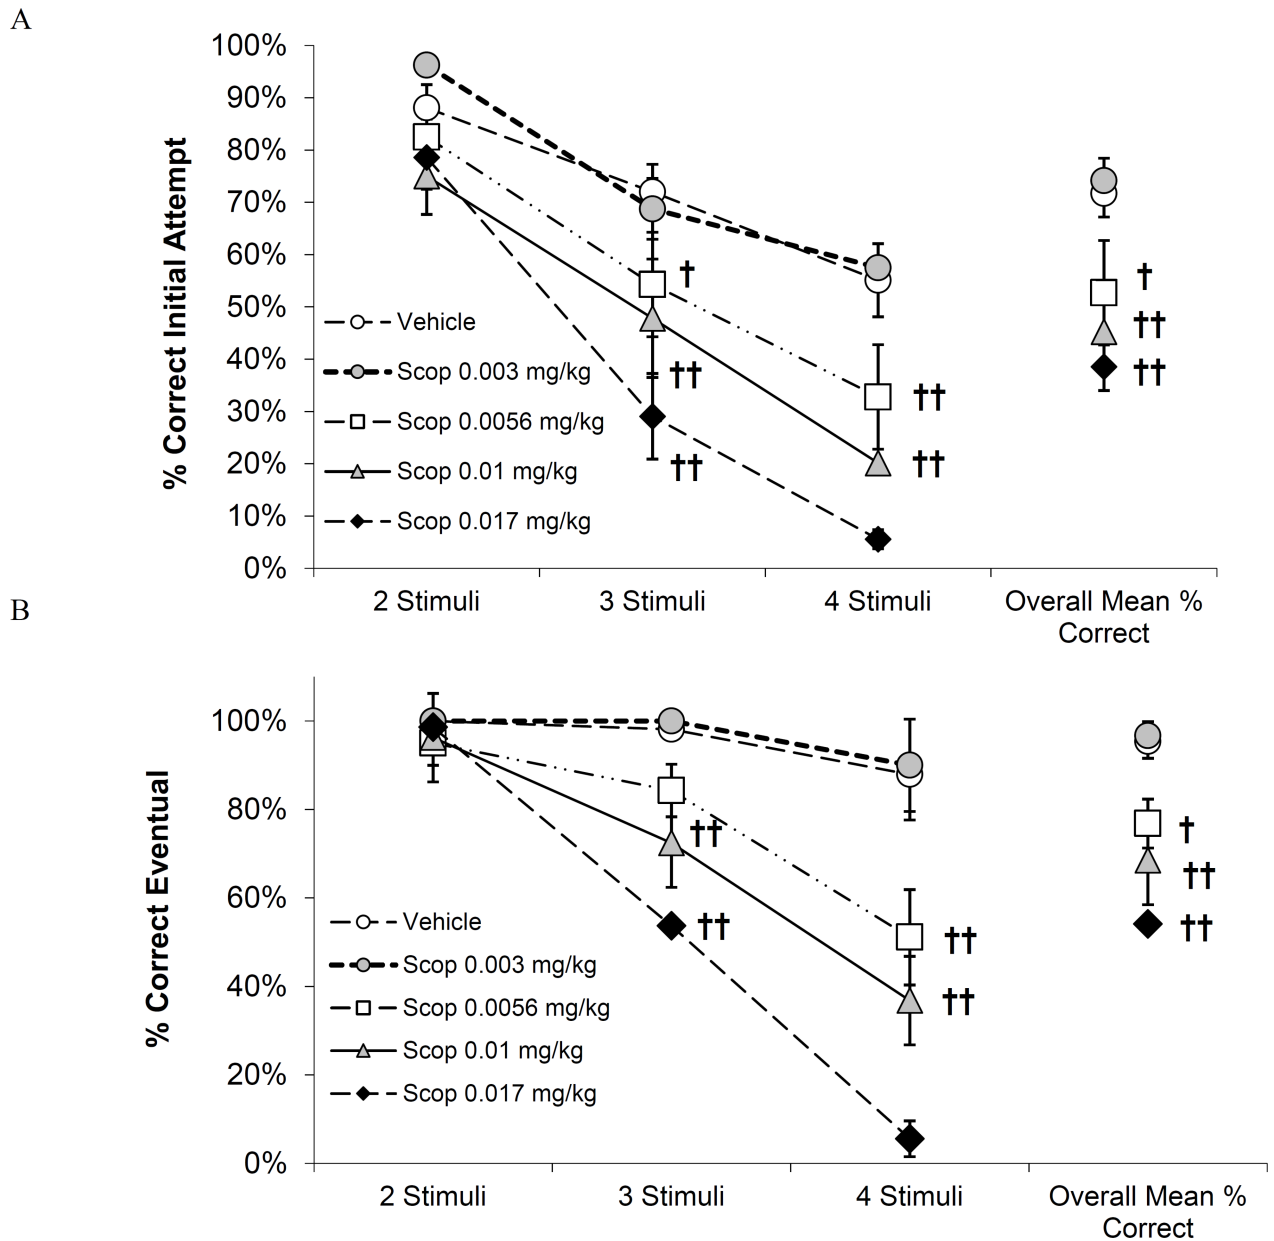 A
100%
90%
80%
70%
60%
50%
40%
30%
20%
10%
0%
% Correct Initial Attempt
Vehicle
Scop 0.003 mg/kg
Scop 0.0056 mg/kg
Scop 0.01 mg/kg
Scop 0.017 mg/kg
†
††
††
††
††
†
††
††
2 Stimuli
3 Stimuli
4 Stimuli
Overall Mean %
Correct
B
100%
80%
60%
40%
20%
0%
% Correct Eventual
Vehicle
Scop 0.003 mg/kg
Scop 0.0056 mg/kg
Scop 0.01 mg/kg
Scop 0.017 mg/kg
††
††
††
††
†
††
††
2 Stimuli
3 Stimuli
4 Stimuli
Overall Mean %
Correct